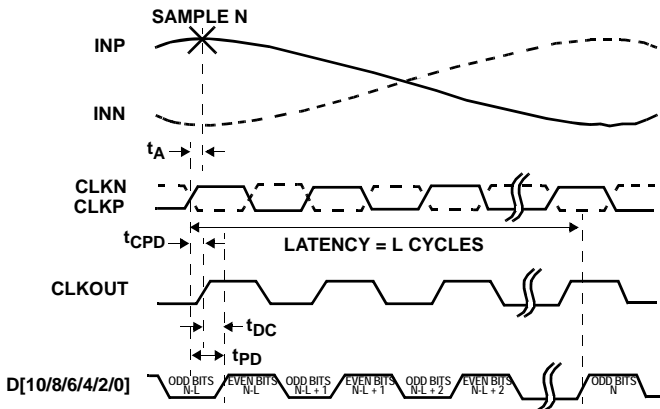 SAMPLE N
INP
INN
tA
CLKN
CLKP
tCPD
LATENCY = L CYCLES
CLKOUT
tDC
tPD
D[10/8/6/4/2/0]
ODD BITS N-L
EVEN BITS N-L
ODD BITS N-L + 1
EVEN BITS N-L + 1
ODD BITS N-L + 2
EVEN BITS N-L + 2
ODD BITS N